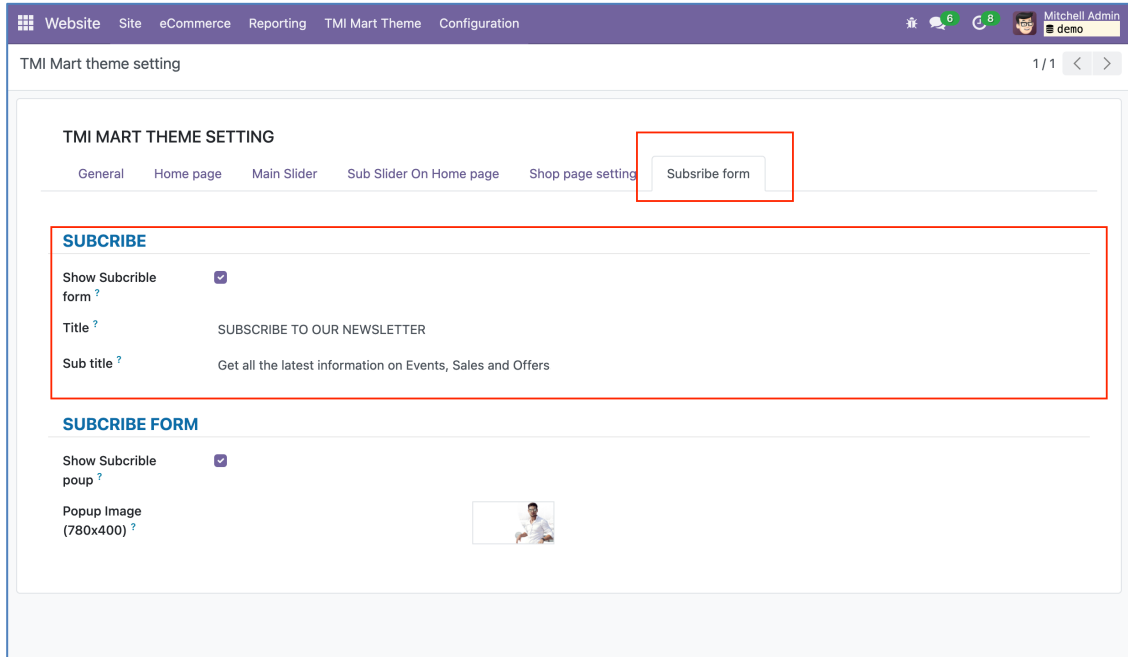 Website Site eCommerce Reporting TMI Mart Theme Configuration 6 8 Mitchell Admin
demo
TMI Mart theme setting 1 / 1
TMI MART THEME SETTING
General Home page Main Slider Sub Slider On Home page Shop page setting Subsribe form
SUBCRIBE
Show Subcrible
form ?
Title ? SUBSCRIBE TO OUR NEWSLETTER
Sub title ? Get all the latest information on Events, Sales and Offers
SUBCRIBE FORM
Show Subcrible
poup ?
Popup Image
(780x400) ?